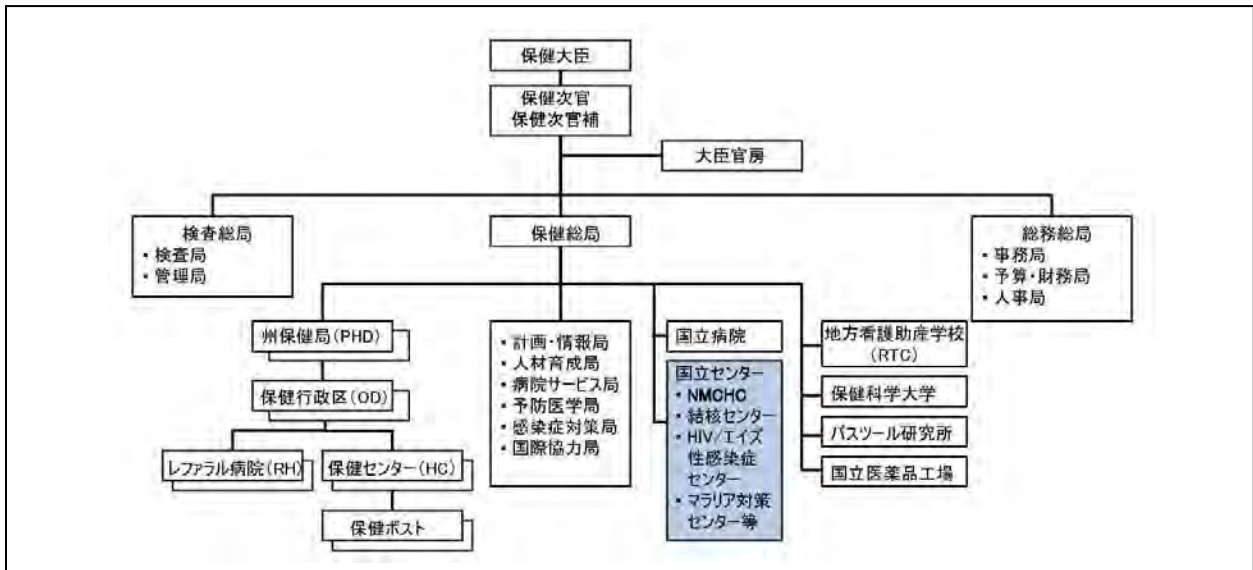 保健大臣
保健次官
保健次官補
大臣官房
検査総局
・検査局
・管理局
保健総局
総務総局
・事務局
・予算・財務局
・人事局
州保健局(PHD)
保健行政区(OD)
レファラル病院(RH)
保健センター(HC)
保健ポスト
・計画・情報局
・人材育成局
・病院サービス局
・予防医学局
・感染症対策局
・国際協力局
国立病院
国立センター
・NMCHC
・結核センター
・HIV/エイズ
性感染症
センター
・マラリア対策
センター等
地方看護助産学校
(RTC)
保健科学大学
パスツール研究所
国立医薬品工場